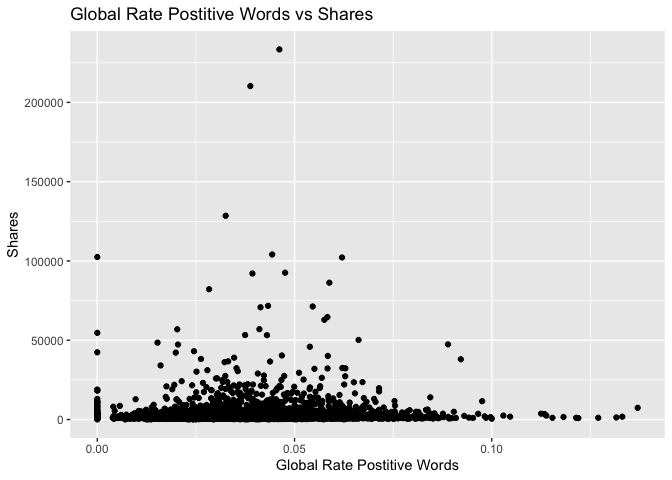 Global Rate Postitive Words vs Shares
200000
150000
100000
50000
0
Shares
0.00
0.05
0.10
Global Rate Postitive Words